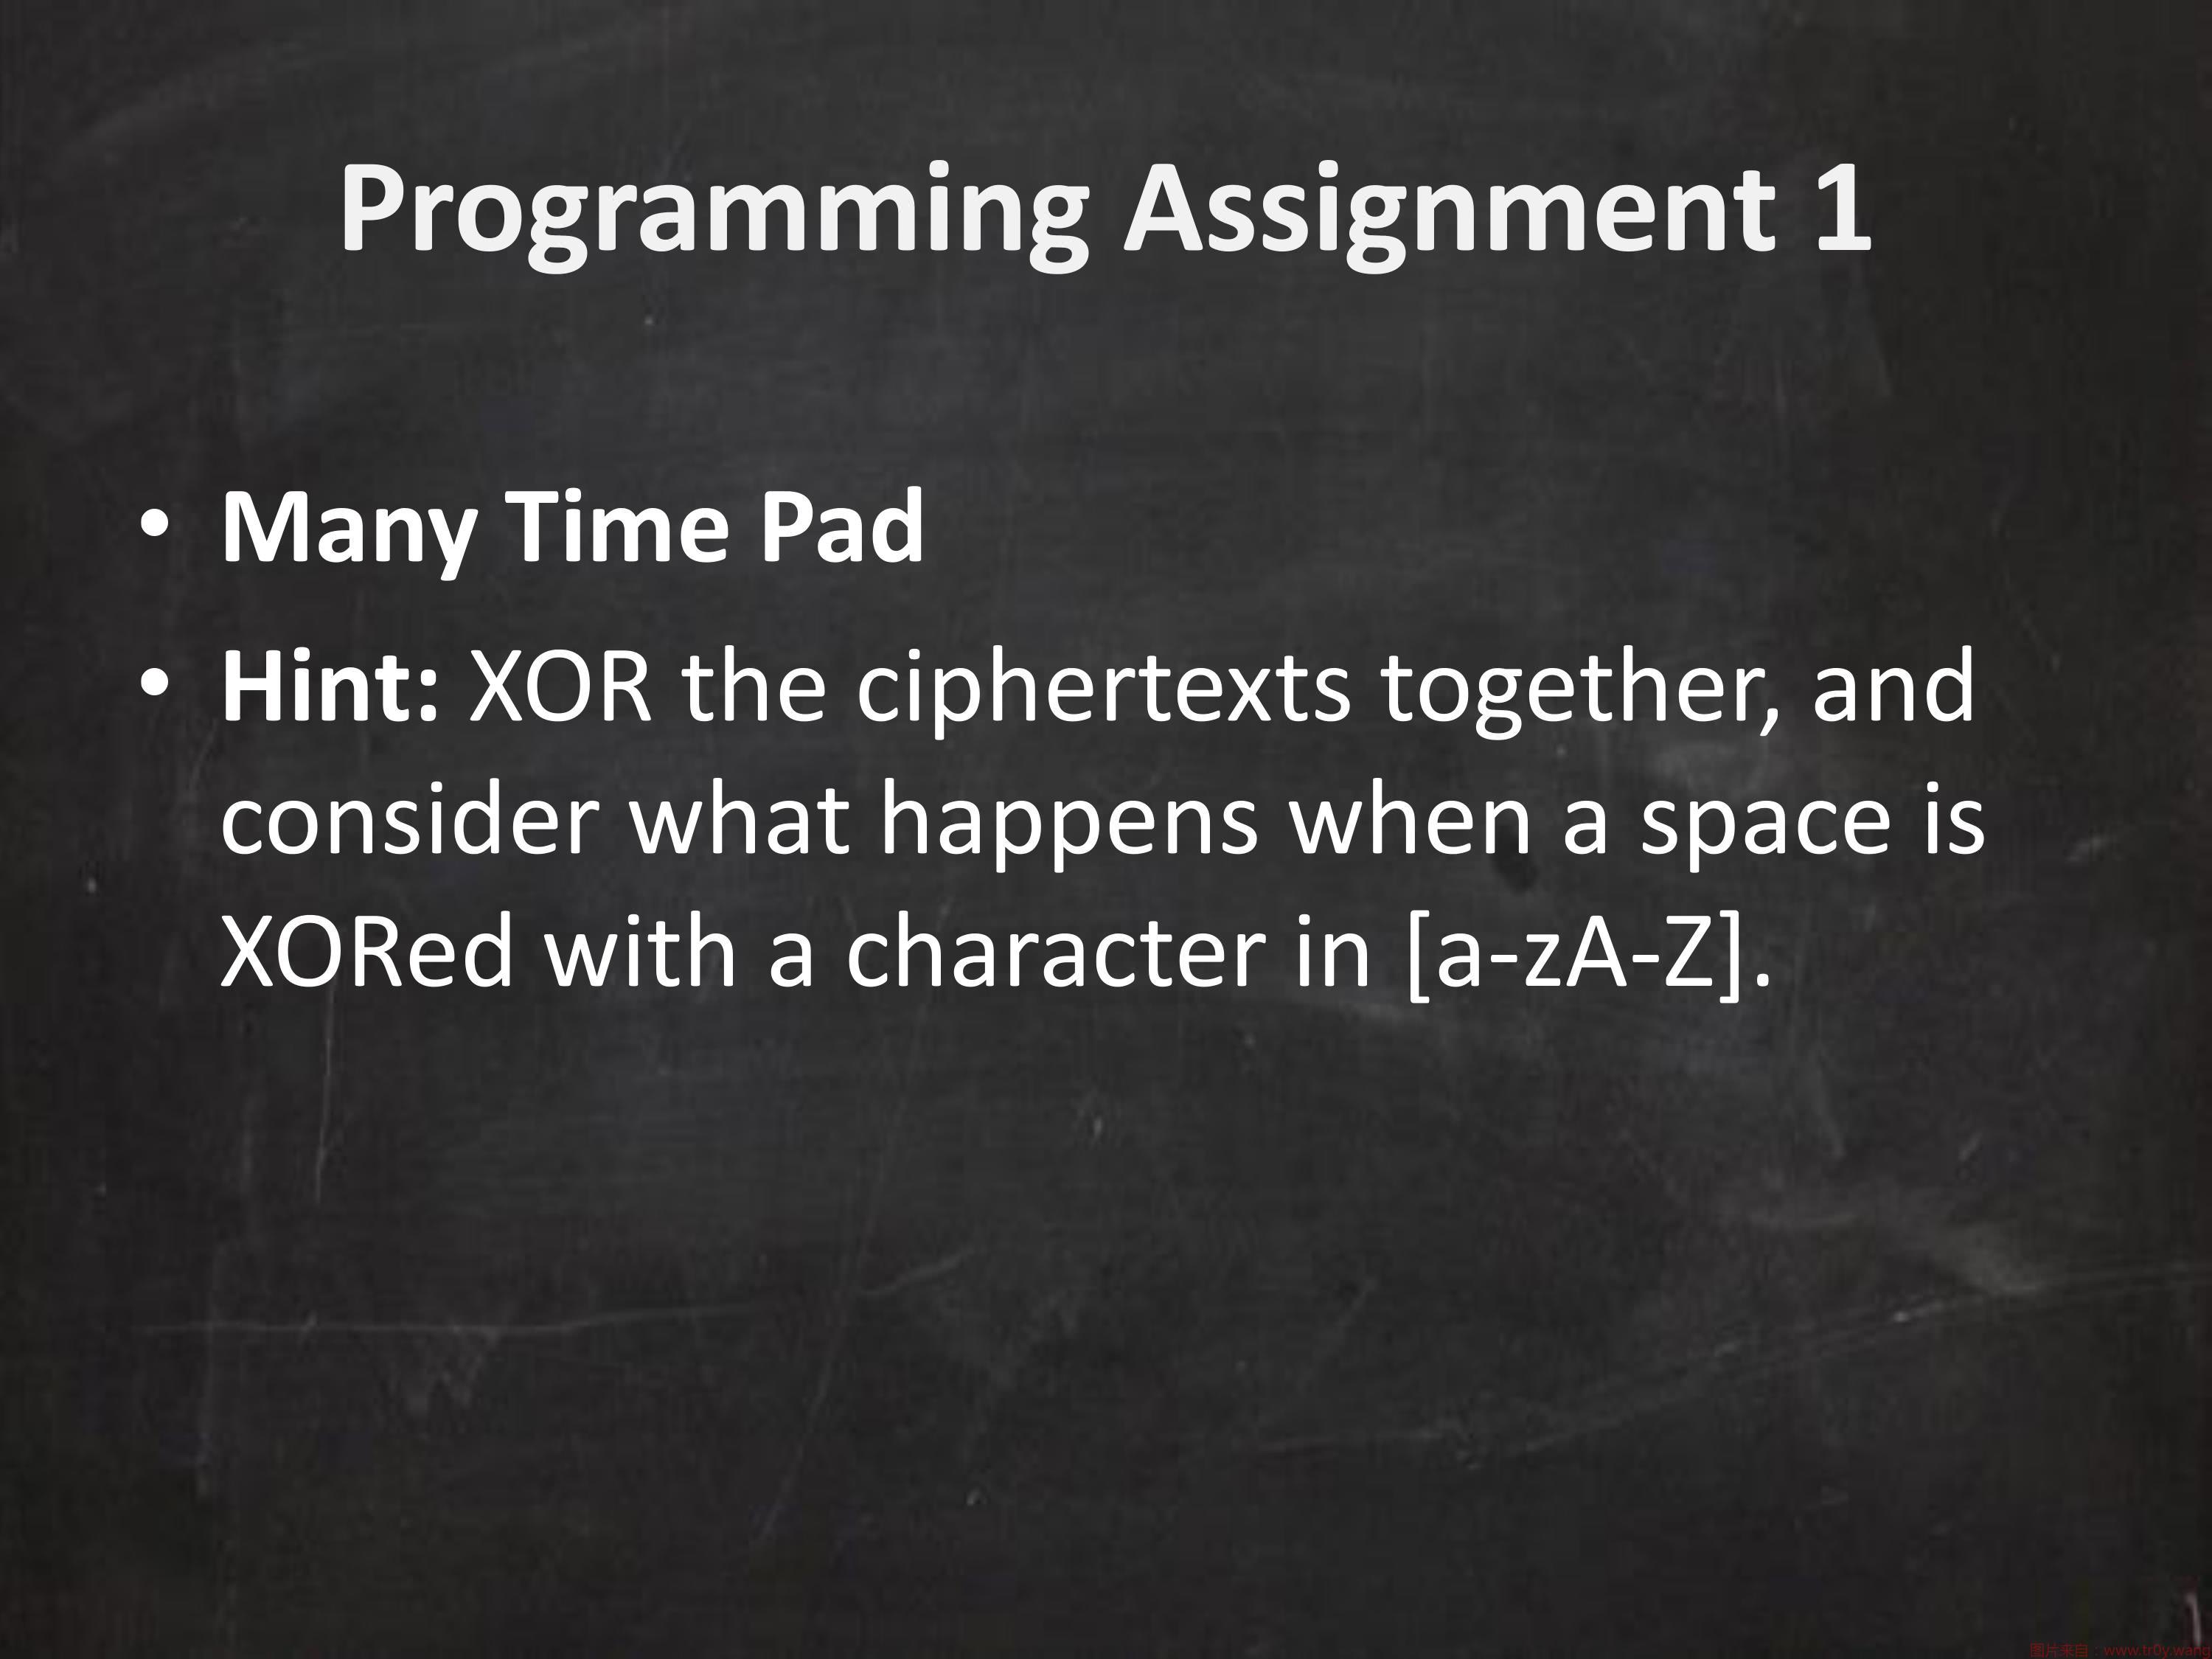 Programming Assignment 1
• Many Time Pad
• Hint: XOR the ciphertexts together, and
consider what happens when a space is
XORed with a character in [a-zA-Z].
图片来自：www.tr0y.wang